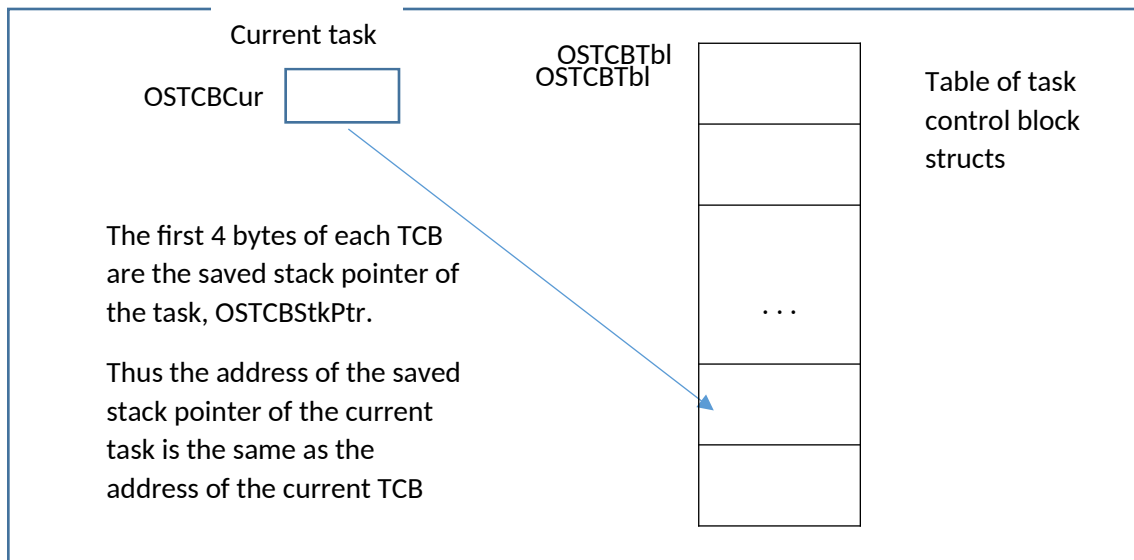 Current task
OSTCBCur
OSTCBTbl
OSTCBTbl
Table of task
control block
structs
The first 4 bytes of each TCB
are the saved stack pointer of
the task, OSTCBStkPtr.
. . .
Thus the address of the saved
stack pointer of the current
task is the same as the
address of the current TCB